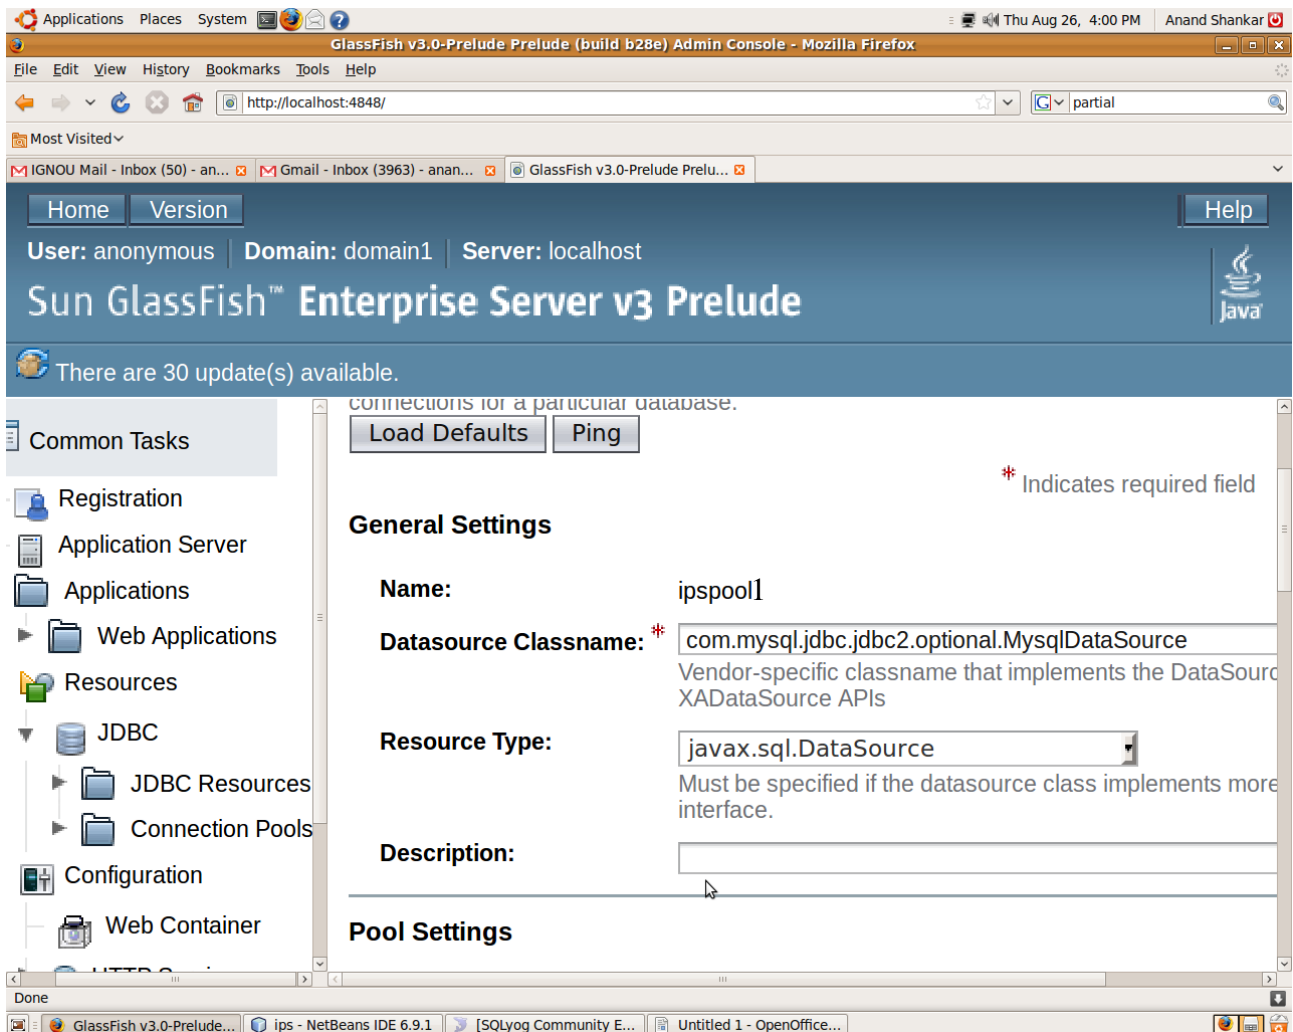 Applications Places System Thu Aug 26, 4:00 PM Anand Shankar
GlassFish v3.0-Prelude Prelude (build b28e) Admin Console - Mozilla Firefox
File Edit View History Bookmarks Tools Help
http://localhost:4848/ G partial
Most Visited
IGNOU Mail - Inbox (50) - an... Gmail - Inbox (3963) - anan... GlassFish v3.0-Prelude Prelu...
Home Version Help
User: anonymous Domain: domain1 Server: localhost
Sun GlassFish™ Enterprise Server v3 Prelude
Java
There are 30 update(s) available.
connections for a particular database.
Common Tasks
Load Defaults Ping
* Indicates required field
Registration
General Settings
Application Server
Applications
Name: ipspool1
Web Applications
Datasource Classname: * com.mysql.jdbc.jdbc2.optional.MysqlDataSource
Vendor-specific classname that implements the DataSourc
XADataSource APIs
Resources
JDBC
Resource Type: javax.sql.DataSource
JDBC Resources
Must be specified if the datasource class implements more
interface.
Connection Pools
Description:
Configuration
Web Container
Pool Settings
Done
GlassFish v3.0-Prelude... ips - NetBeans IDE 6.9.1 [SQLyog Community E... Untitled 1 - OpenOffice...